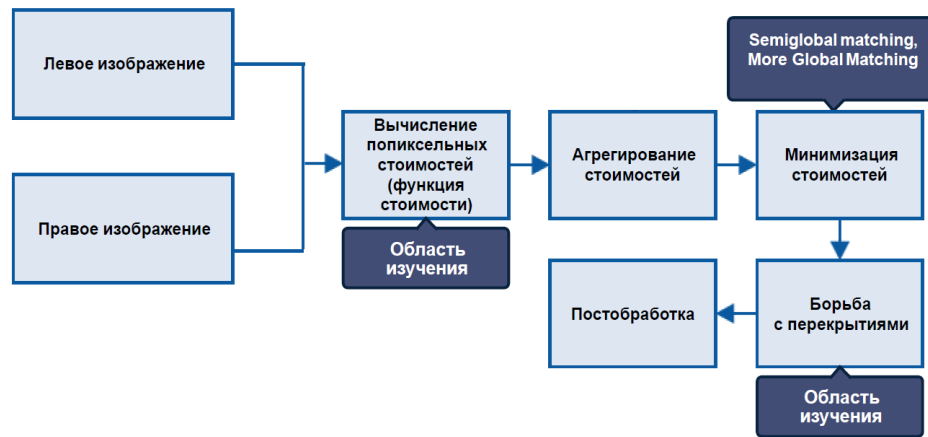 Левое изображение
Правое изображение
Вычисление
попиксельных
стоимостей
(функция
стоимости)
Область
изучения
Агрегирование
стоимостей
Semiglobal matching,
More Global Matching
Минимизация
стоимостей
Борьба
с перекрытиями
Область
изучения
Постобработка